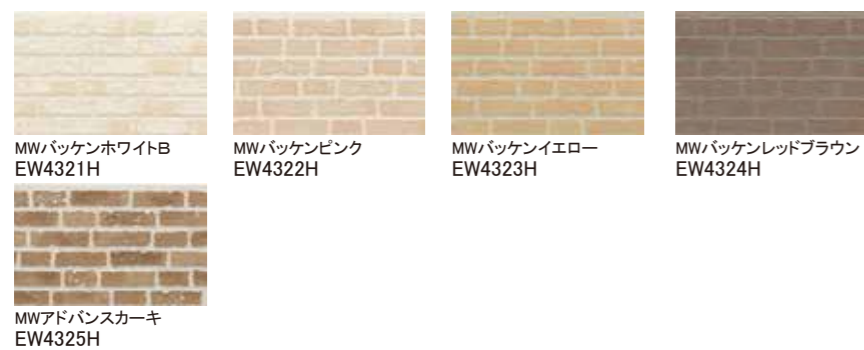 MWバッケンホワイトB
EW4321H
MWバッケンピンク
EW4322H
MWバッケンイエロー
EW4323H
MWバッケンレッドブラウン
EW4324H
MWアドバンスカーキ
EW4325H